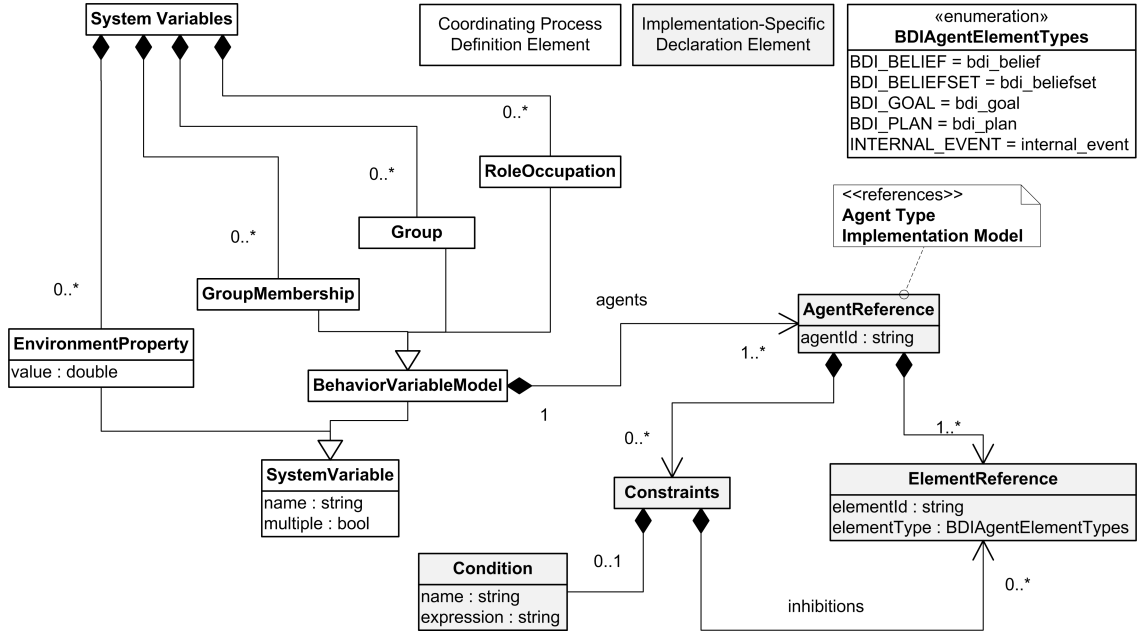 System Variables
Coordinating Process
Definition Element
Implementation-Specific
Declaration Element
«enumeration»
BDIAgentElementTypes
BDI_BELIEF = bdi_belief
BDI_BELIEFSET = bdi_beliefset
BDI_GOAL = bdi_goal
BDI_PLAN = bdi_plan
INTERNAL_EVENT = internal_event
0..*
RoleOccupation
0..*
Group
0..*
GroupMembership
0..*
EnvironmentProperty
value : double
<<references>>
Agent Type
Implementation Model
agents
AgentReference
agentId : string
1..*
BehaviorVariableModel
1
SystemVariable
name : string
multiple : bool
0..*
1..*
Constraints
ElementReference
elementId : string
elementType : BDIAgentElementTypes
0..1
Condition
name : string
expression : string
0..*
inhibitions